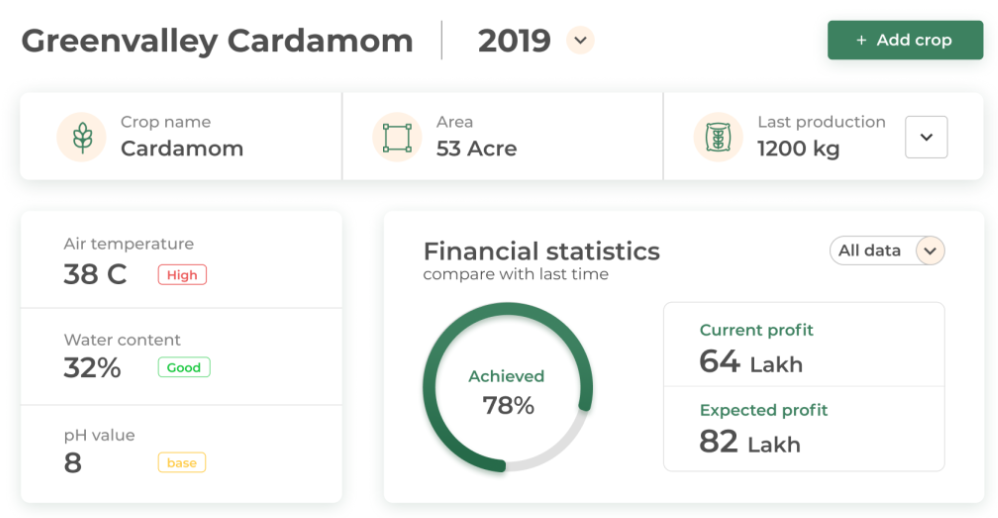 Greenvalley Cardamom 2019 + Add crop
Crop name
Cardamom
Area
53 Acre
Last production
1200 kg
Air temperature
38 C High
Water content
32% Good
pH value
8 base
Financial statistics
compare with last time
All data
Achieved
78%
Current profit
64 Lakh
Expected profit
82 Lakh